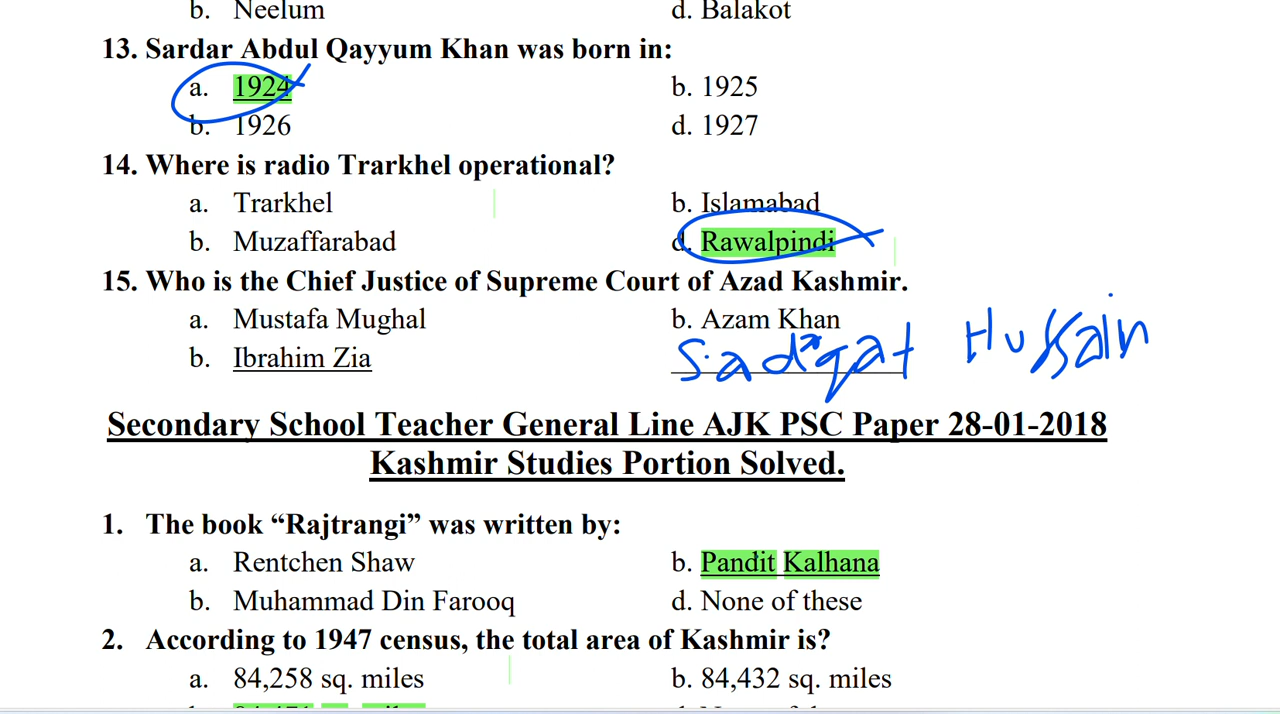 b. Neelum d. Balakot
13. Sardar Abdul Qayyum Khan was born in:
a. 1924 b. 1925
b. 1926 d. 1927
14. Where is radio Trarkhel operational?
a. Trarkhel b. Islamabad
b. Muzaffarabad d. Rawalpindi
15. Who is the Chief Justice of Supreme Court of Azad Kashmir.
a. Mustafa Mughal b. Azam Khan
b. Ibrahim Zia Sadaqat Hussain
Secondary School Teacher General Line AJK PSC Paper 28-01-2018
Kashmir Studies Portion Solved.
1. The book “Rajtrangi” was written by:
a. Rentchen Shaw b. Pandit Kalhana
b. Muhammad Din Farooq d. None of these
2. According to 1947 census, the total area of Kashmir is?
a. 84,258 sq. miles b. 84,432 sq. miles